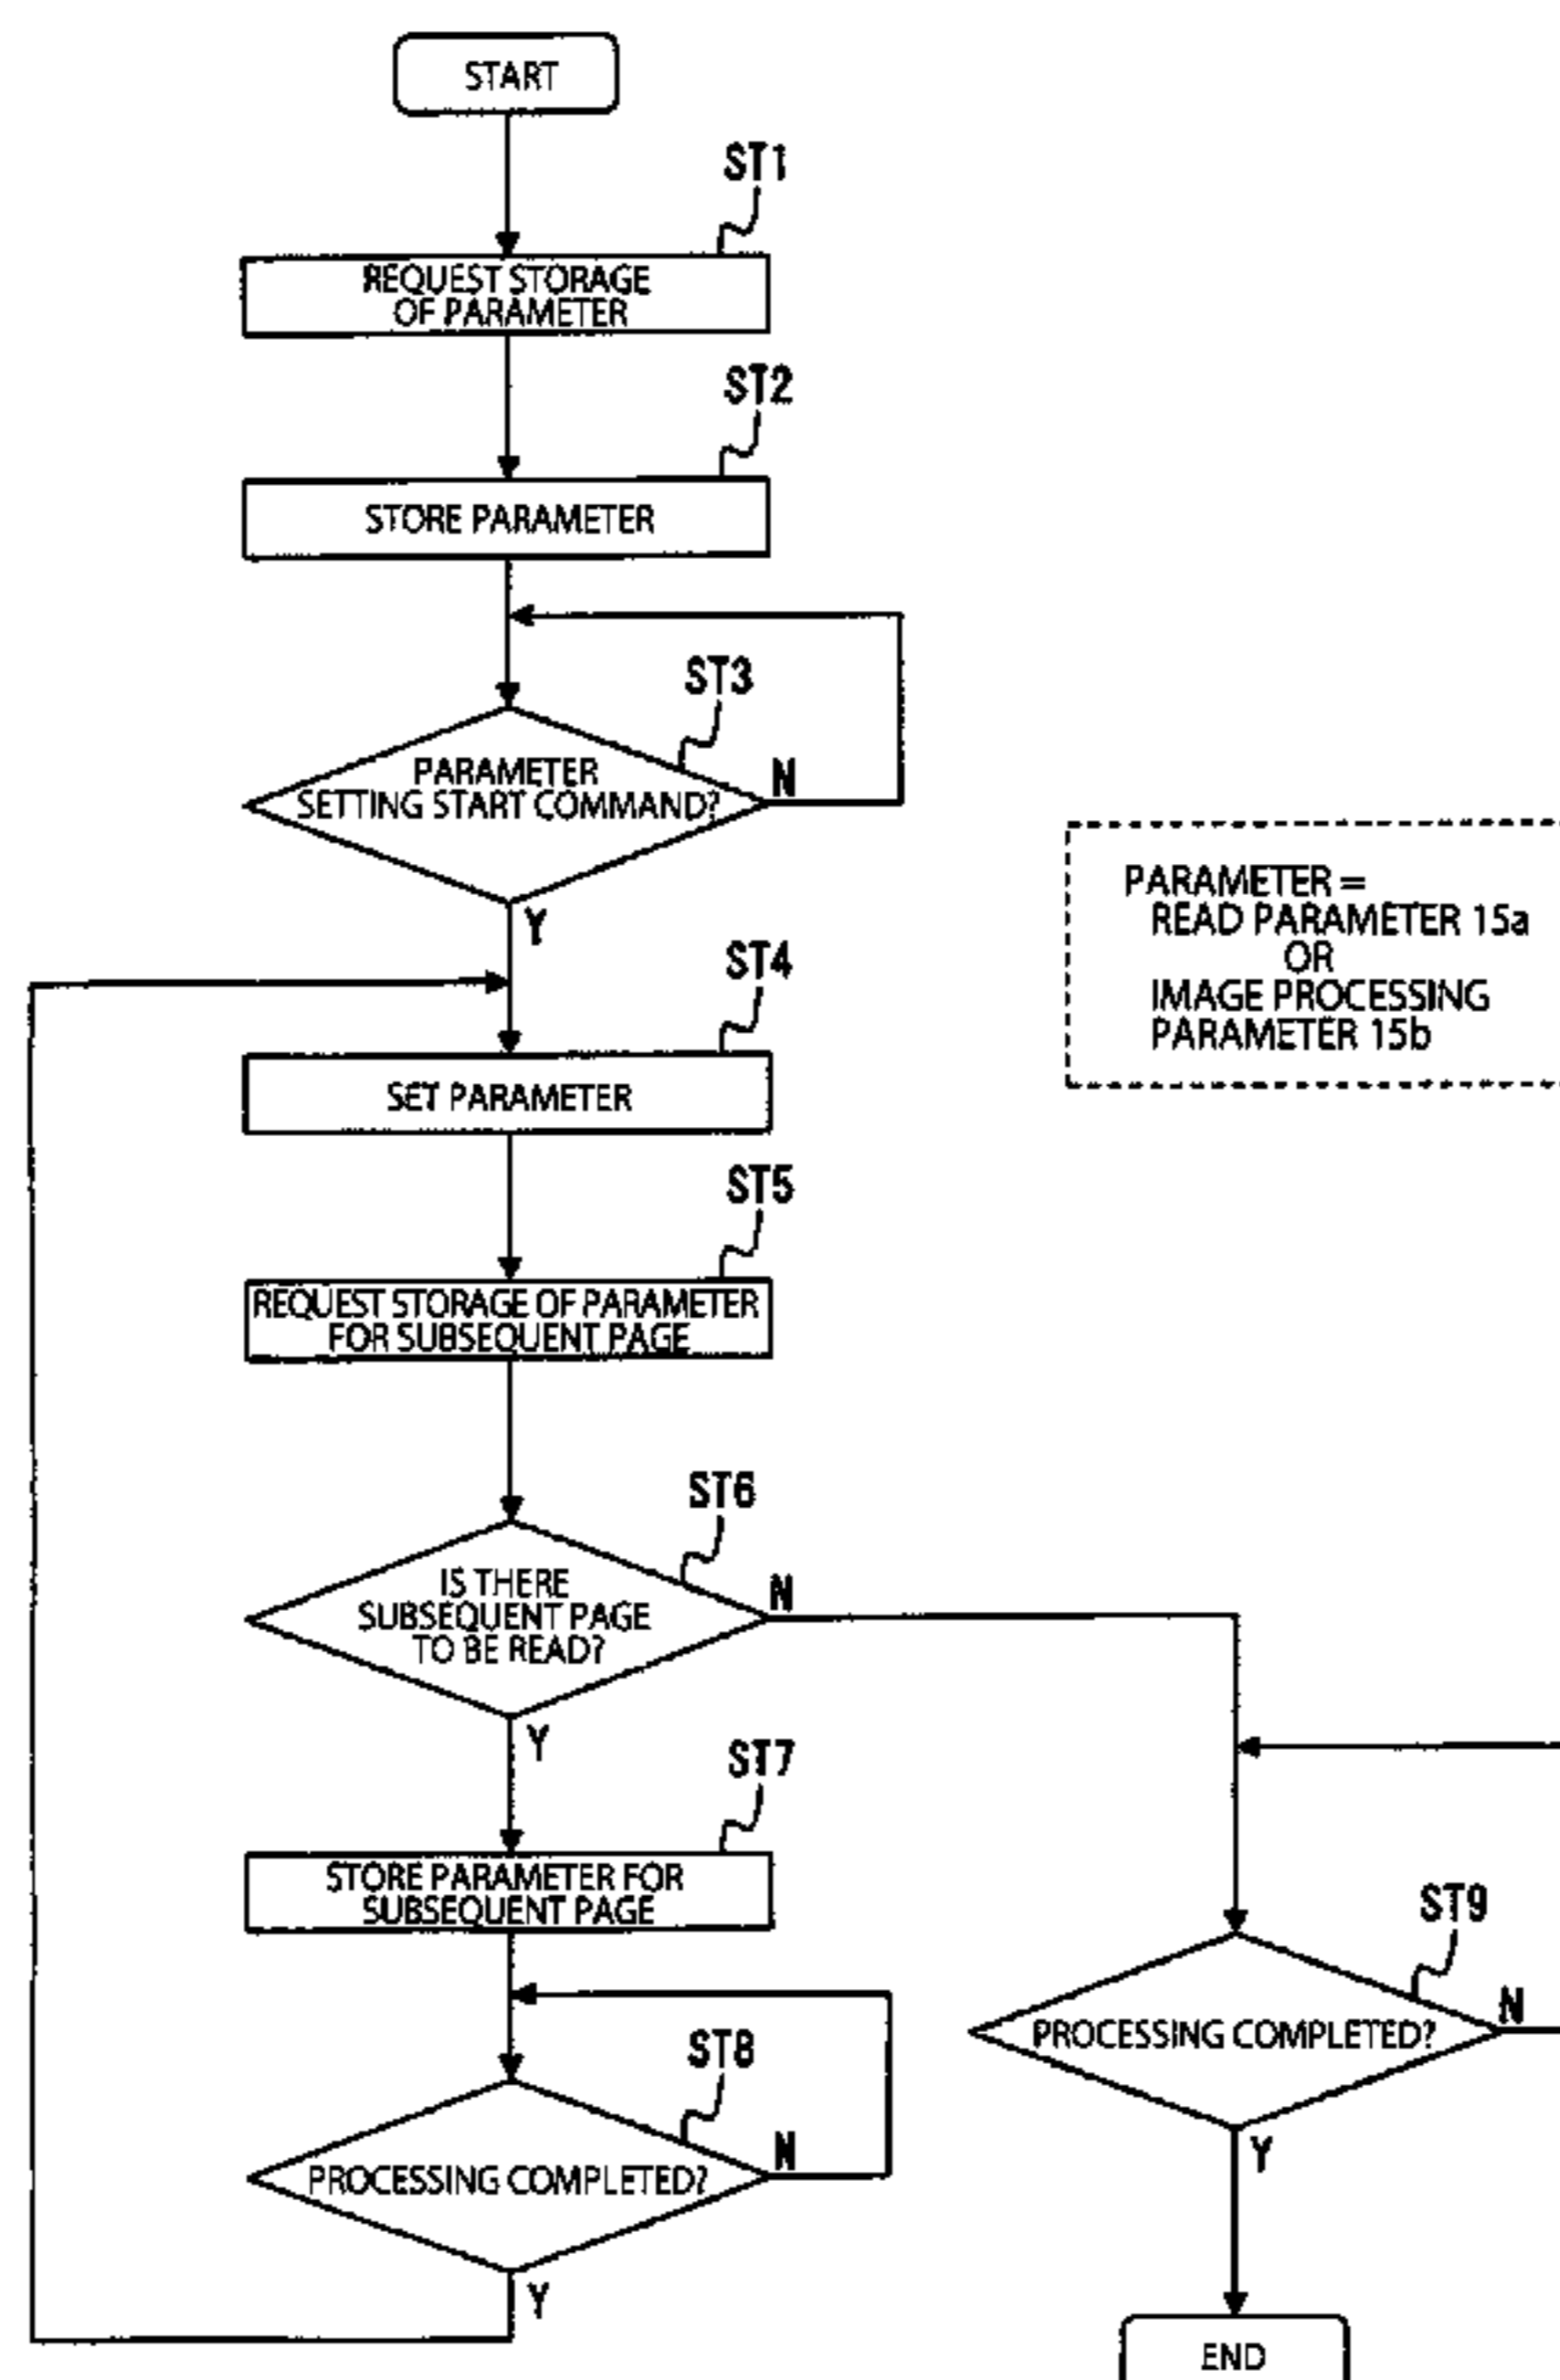 START
ST1
REQUEST STORAGE
OF PARAMETER
ST2
STORE PARAMETER
ST3
PARAMETER
SETTING START COMMAND?
N
Y
PARAMETER =
READ PARAMETER 15a
OR
IMAGE PROCESSING
PARAMETER 15b
ST4
SET PARAMETER
ST5
REQUEST STORAGE OF PARAMETER
FOR SUBSEQUENT PAGE
ST6
IS THERE
SUBSEQUENT PAGE
TO BE READ?
N
Y
ST7
STORE PARAMETER FOR
SUBSEQUENT PAGE
ST8
PROCESSING COMPLETED?
N
Y
ST9
PROCESSING COMPLETED?
N
Y
END